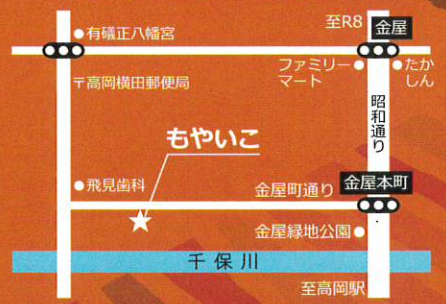 至R8
金屋
有礒正八幡宮
ファミリー
マート
たか
しん
〒高岡横田郵便局
昭和通り
もやいこ
飛見歯科
金屋町通り
金屋本町
金屋緑地公園
千保川
至高岡駅